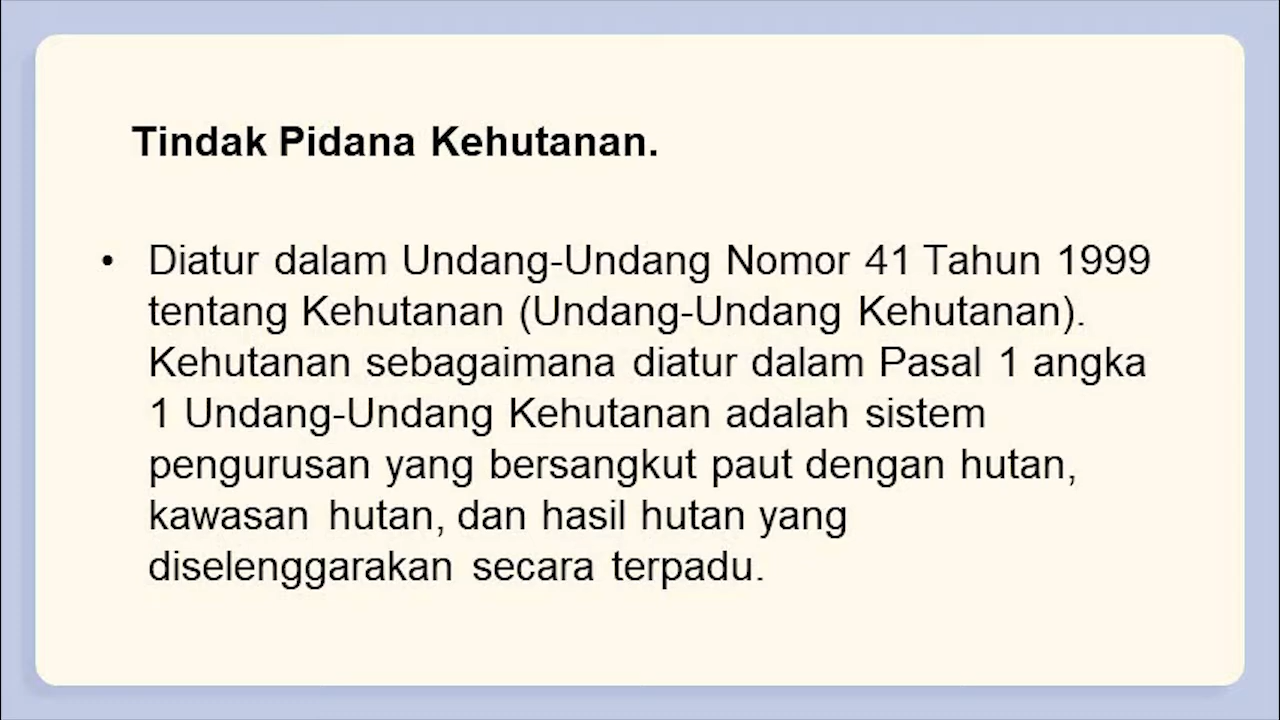 Tindak Pidana Kehutanan.
• Diatur dalam Undang-Undang Nomor 41 Tahun 1999
tentang Kehutanan (Undang-Undang Kehutanan).
Kehutanan sebagaimana diatur dalam Pasal 1 angka
1 Undang-Undang Kehutanan adalah sistem
pengurusan yang bersangkut paut dengan hutan,
kawasan hutan, dan hasil hutan yang
diselenggarakan secara terpadu.